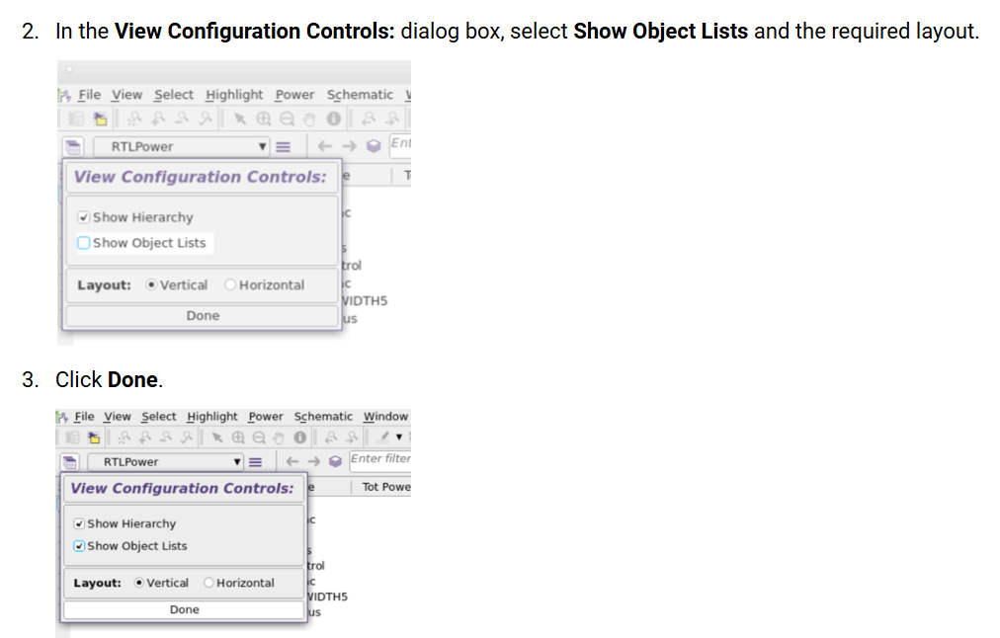 2. In the View Configuration Controls: dialog box, select Show Object Lists and the required layout.
File View Select Highlight Power Schematic
RTLPower
Ent
View Configuration Controls:
e
T
Show Hierarchy
c
Show Object Lists
s
trol
Layout: Vertical Horizontal
c
WIDTH5
Done
us
3. Click Done.
File View Select Highlight Power Schematic Window
RTLPower
Enter filter
View Configuration Controls:
e
Tot Powe
Show Hierarchy
c
Show Object Lists
s
trol
Layout: Vertical Horizontal
c
WIDTH5
Done
us